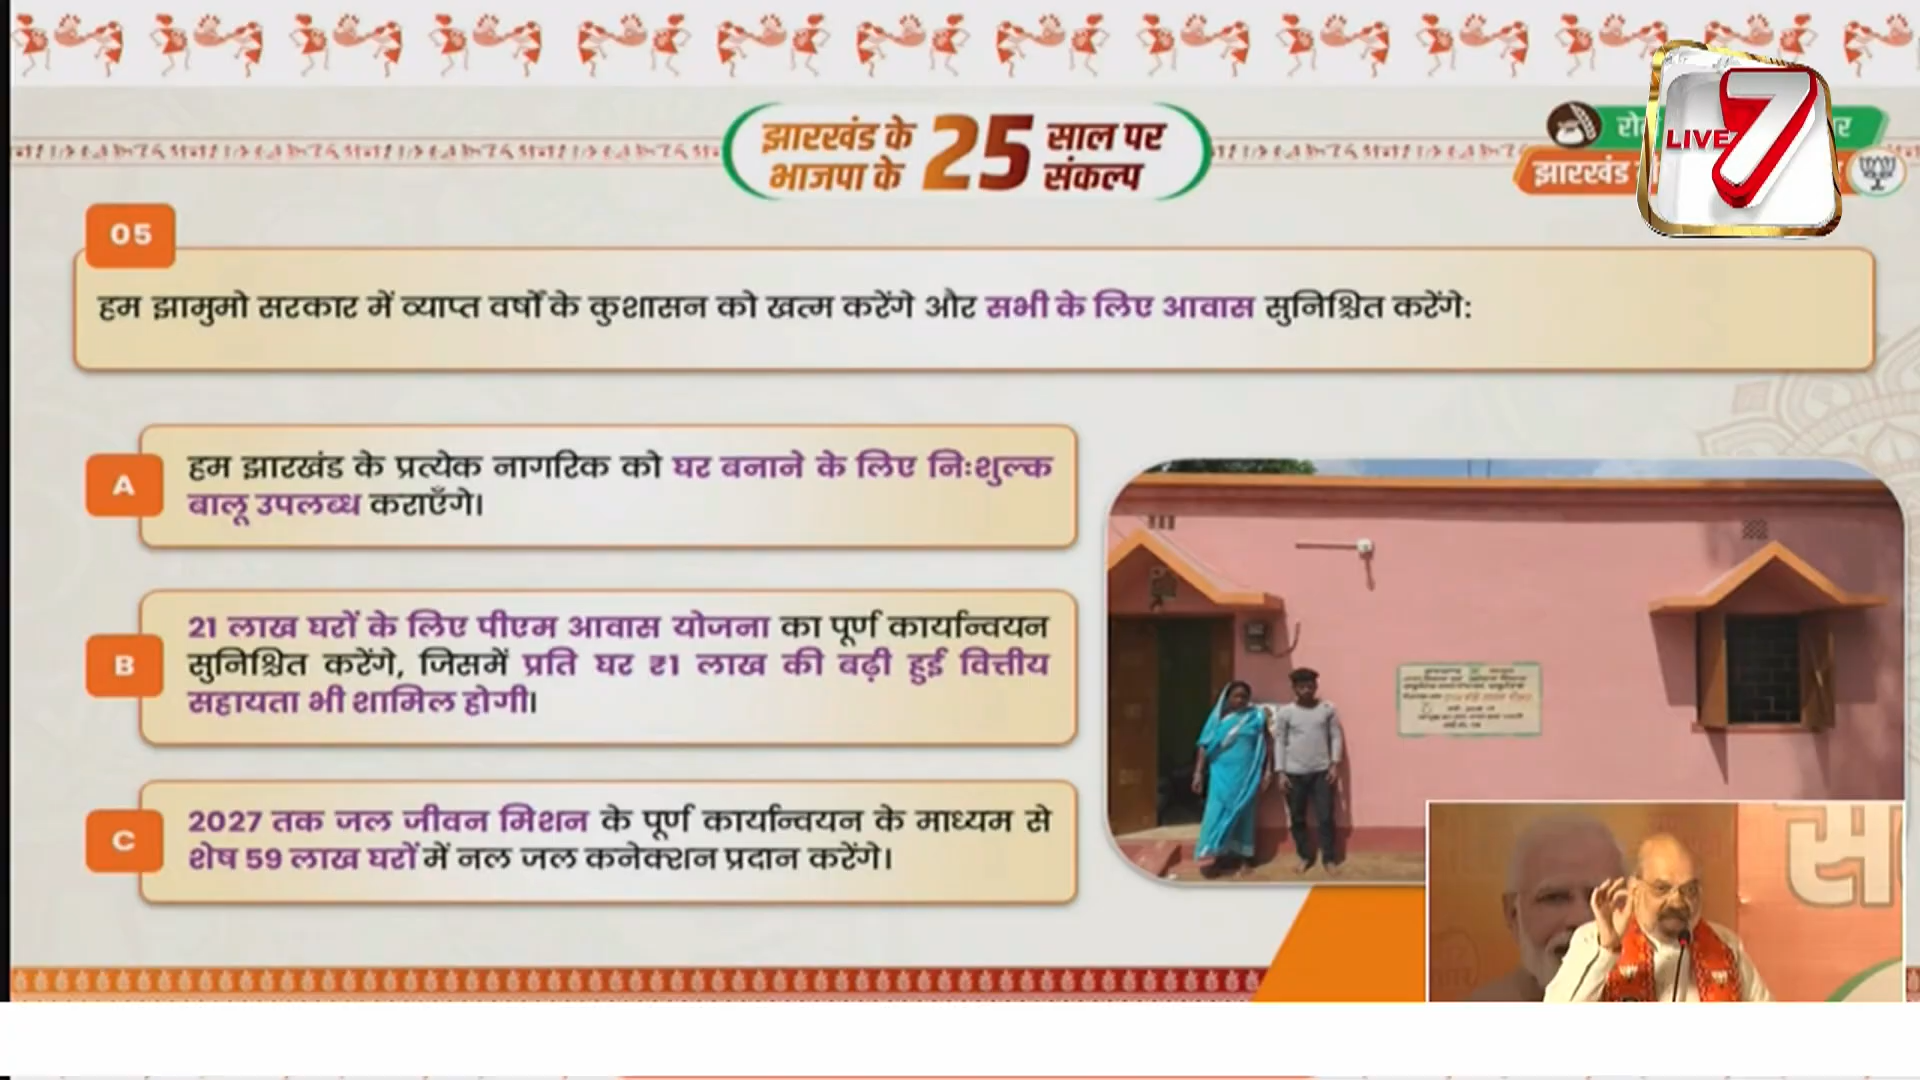 झारखंड के 25 साल पर
भाजपा के संकल्प
झारखंड
LIVE 7
05
हम झामुमो सरकार में व्याप्त वर्षों के कुशासन को खत्म करेंगे और सभी के लिए आवास सुनिश्चित करेंगे:
A
हम झारखंड के प्रत्येक नागरिक को घर बनाने के लिए निःशुल्क
बालू उपलब्ध कराएँगे।
B
21 लाख घरों के लिए पीएम आवास योजना का पूर्ण कार्यान्वयन
सुनिश्चित करेंगे, जिसमें प्रति घर ₹1 लाख की बढ़ी हुई वित्तीय
सहायता भी शामिल होगी।
C
2027 तक जल जीवन मिशन के पूर्ण कार्यान्वयन के माध्यम से
शेष 59 लाख घरों में नल जल कनेक्शन प्रदान करेंगे।